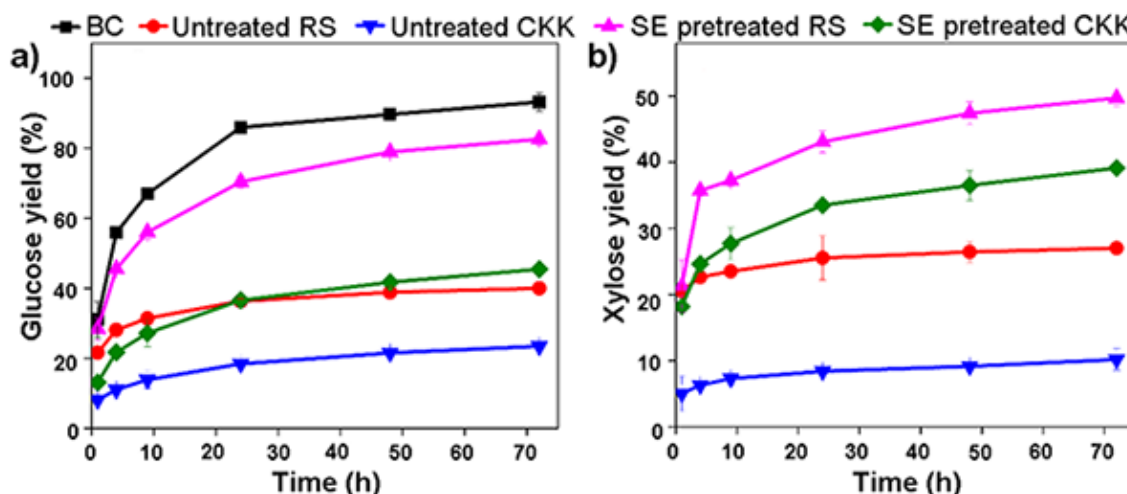 BC Untreated RS Untreated CKK SE pretreated RS SE pretreated CKK
a)
100
80
60
40
20
0
Glucose yield (%)
0 10 20 30 40 50 60 70
Time (h)
b)
50
40
30
20
10
0
Xylose yield (%)
0 10 20 30 40 50 60 70
Time (h)